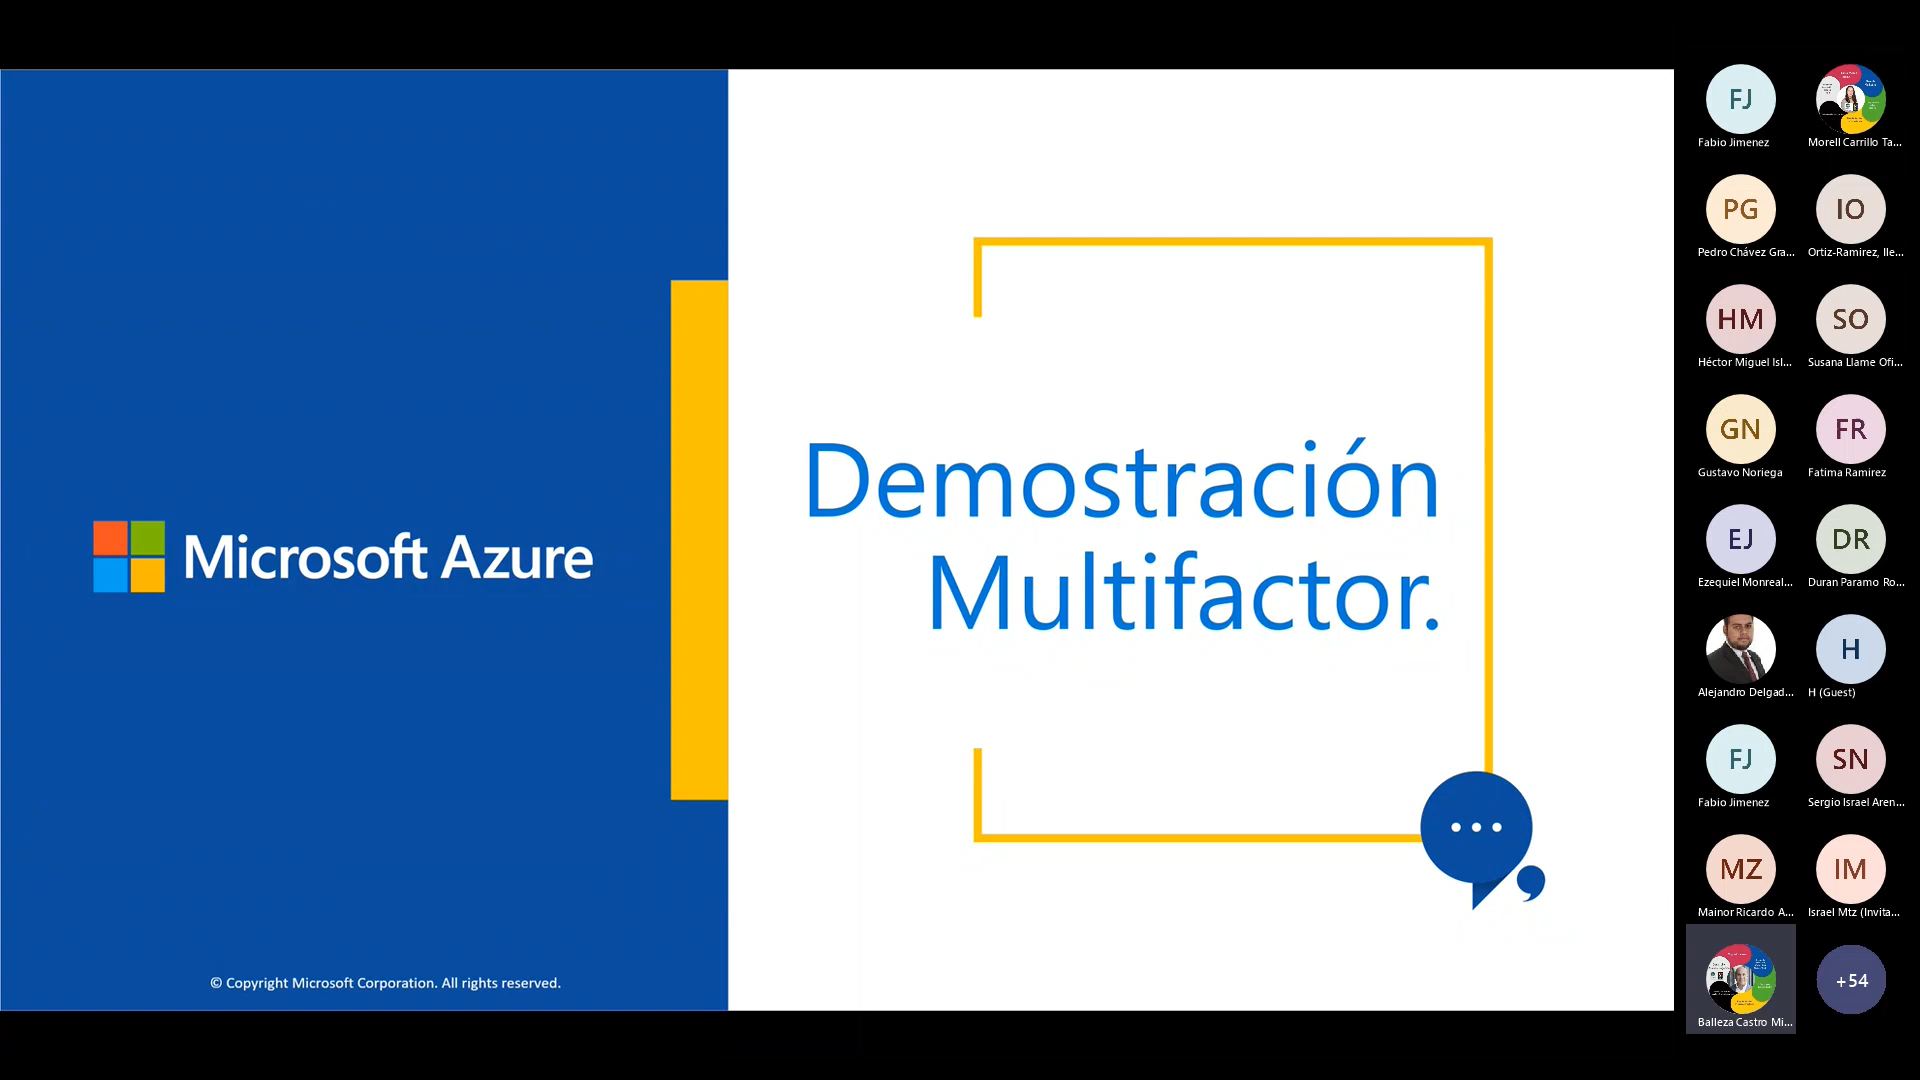 Microsoft Azure
© Copyright Microsoft Corporation. All rights reserved.
Demostración
Multifactor.
FJ
Fabio Jimenez
Morell Carrillo Ta...
PG
Pedro Chávez Gra...
IO
Ortiz-Ramirez, Ile...
HM
Héctor Miguel Isl...
SO
Susana Llame Ofi...
GN
Gustavo Noriega
FR
Fatima Ramirez
EJ
Ezequiel Monreal...
DR
Duran Paramo Ro...
Alejandro Delgad...
H
H (Guest)
FJ
Fabio Jimenez
SN
Sergio Israel Aren...
MZ
Mainor Ricardo A...
IM
Israel Mtz (Invita...
Balleza Castro Mi...
+54